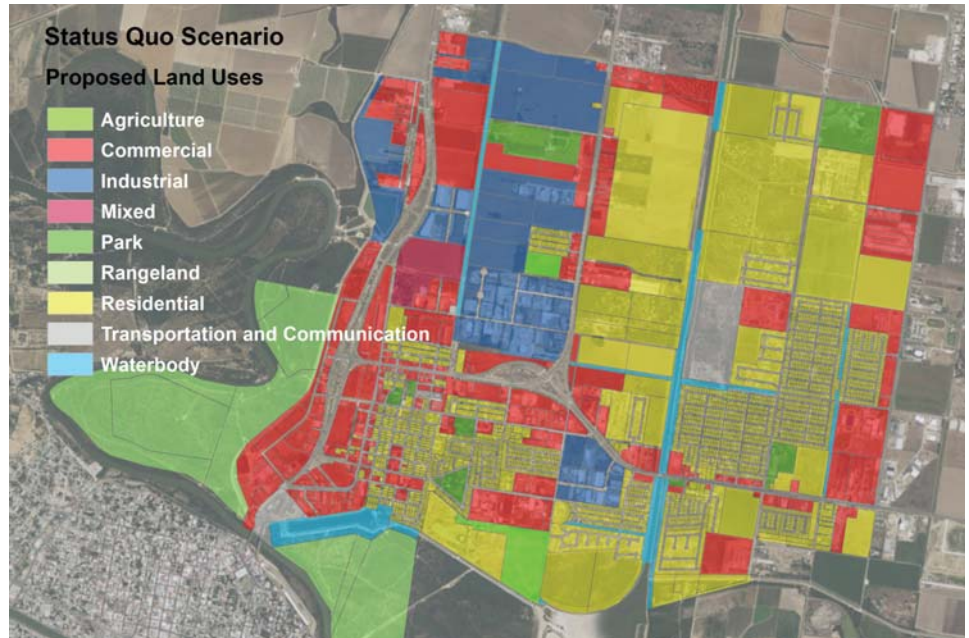 Status Quo Scenario
Proposed Land Uses
Agriculture
Commercial
Industrial
Mixed
Park
Rangeland
Residential
Transportation and Communication
Waterbody